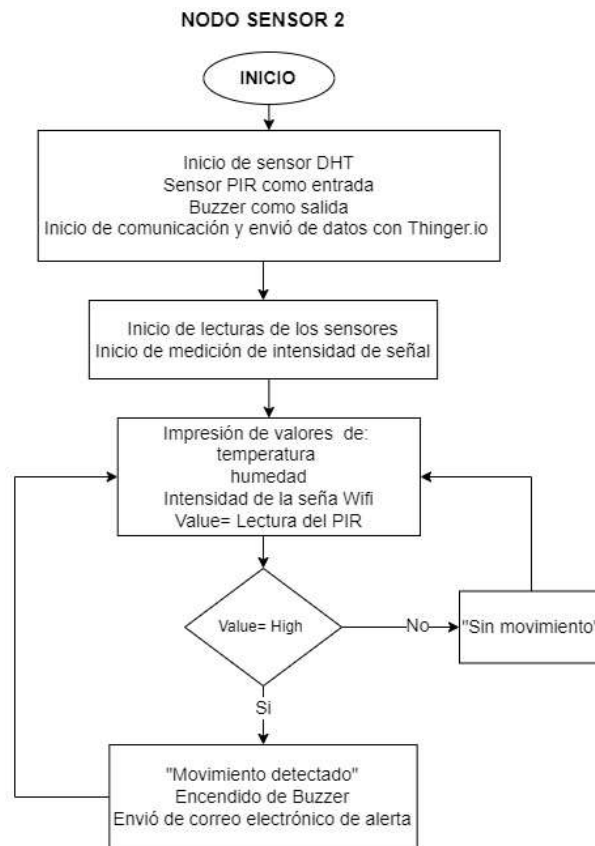 NODO SENSOR 2
INICIO
Inicio de sensor DHT
Sensor PIR como entrada
Buzzer como salida
Inicio de comunicación y envió de datos con Thinger.io
Inicio de lecturas de los sensores
Inicio de medición de intensidad de señal
Impresión de valores de:
temperatura
humedad
Intensidad de la seña Wifi
Value= Lectura del PIR
Value= High
No
"Sin movimiento"
Si
"Movimiento detectado"
Encendido de Buzzer
Envió de correo electrónico de alerta